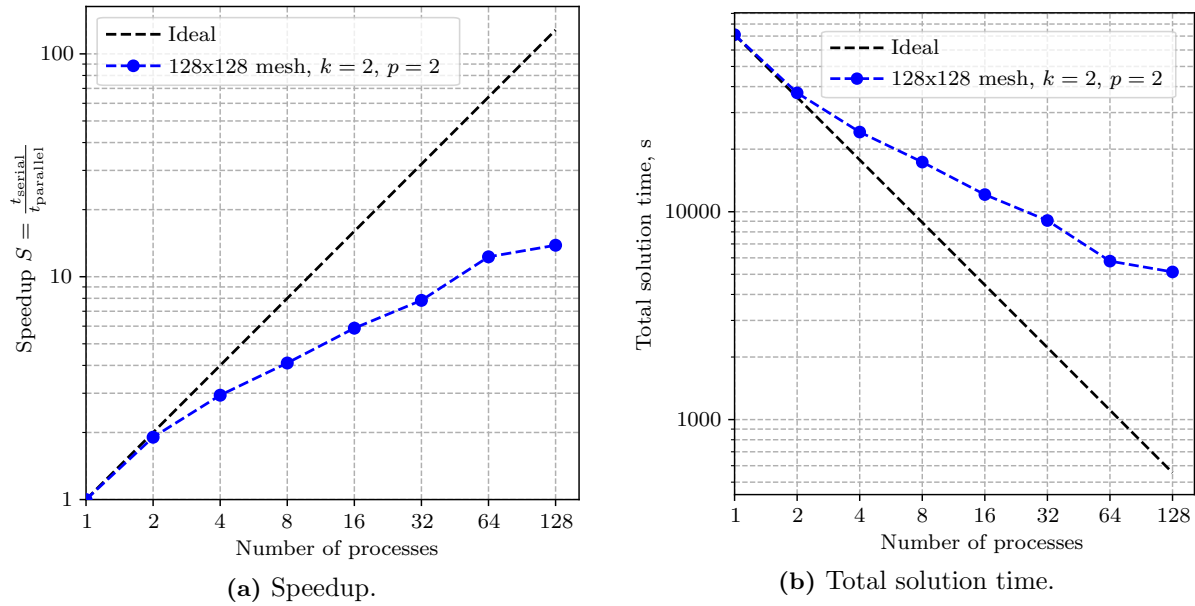 Ideal
128x128 mesh, k = 2, p = 2
100
10
1
1 2 4 8 16 32 64 128
Number of processes
Speedup S = t_serial / t_parallel
(a) Speedup.
Ideal
128x128 mesh, k = 2, p = 2
10000
1000
1 2 4 8 16 32 64 128
Number of processes
Total solution time, s
(b) Total solution time.